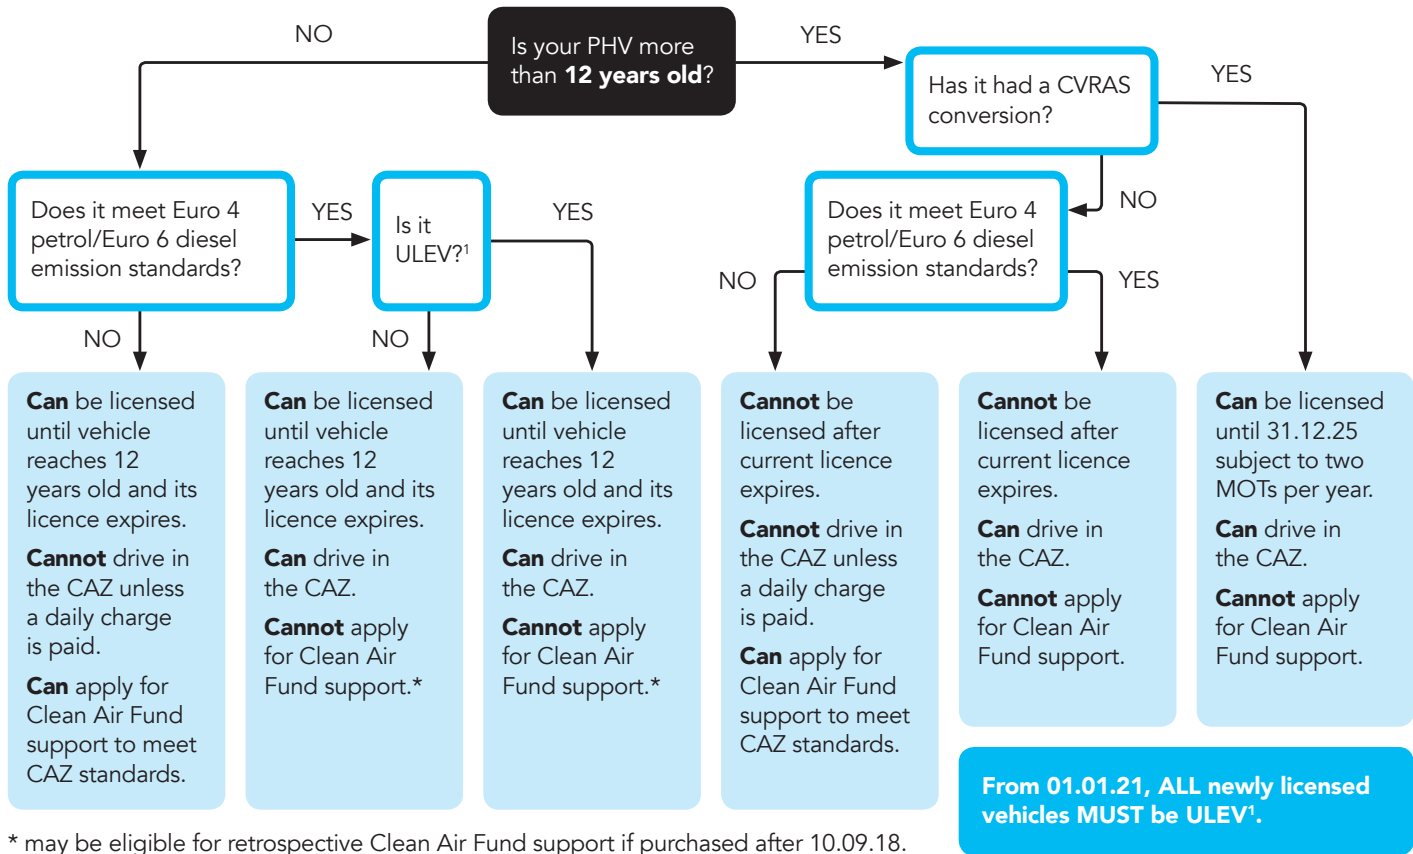 NO
Is your PHV more
than 12 years old?
YES
Has it had a CVRAS
conversion?
YES
NO
Does it meet Euro 4
petrol/Euro 6 diesel
emission standards?
YES
Is it
ULEV?¹
YES
Does it meet Euro 4
petrol/Euro 6 diesel
emission standards?
NO
YES
NO
NO
Can be licensed
until vehicle
reaches 12
years old and its
licence expires.
Cannot drive in
the CAZ unless
a daily charge
is paid.
Can apply for
Clean Air Fund
support to meet
CAZ standards.
Can be licensed
until vehicle
reaches 12
years old and its
licence expires.
Can drive in
the CAZ.
Cannot apply
for Clean Air
Fund support.*
Can be licensed
until vehicle
reaches 12
years old and its
licence expires.
Can drive in
the CAZ.
Cannot apply
for Clean Air
Fund support.*
Cannot be
licensed after
current licence
expires.
Cannot drive in
the CAZ unless
a daily charge
is paid.
Can apply for
Clean Air Fund
support to meet
CAZ standards.
Cannot be
licensed after
current licence
expires.
Can drive in
the CAZ.
Cannot apply
for Clean Air
Fund support.
Can be licensed
until 31.12.25
subject to two
MOTs per year.
Can drive in
the CAZ.
Cannot apply
for Clean Air
Fund support.
From 01.01.21, ALL newly licensed
vehicles MUST be ULEV¹.
* may be eligible for retrospective Clean Air Fund support if purchased after 10.09.18.